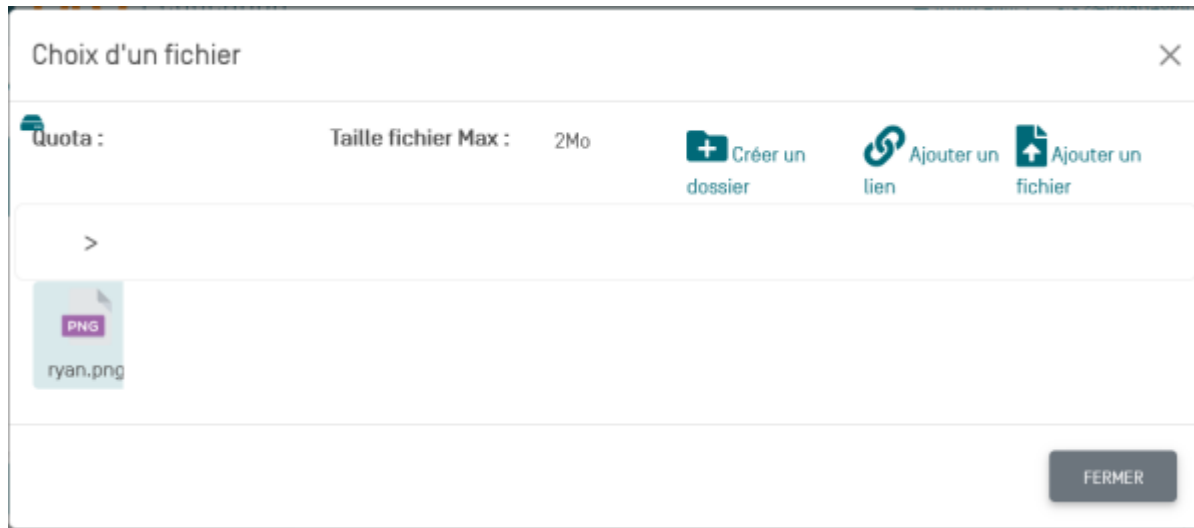 Choix d'un fichier
Quota :
Taille fichier Max :
2Mo
Créer un
dossier
Ajouter un
lien
Ajouter un
fichier
>
PNG
ryan.png
FERMER